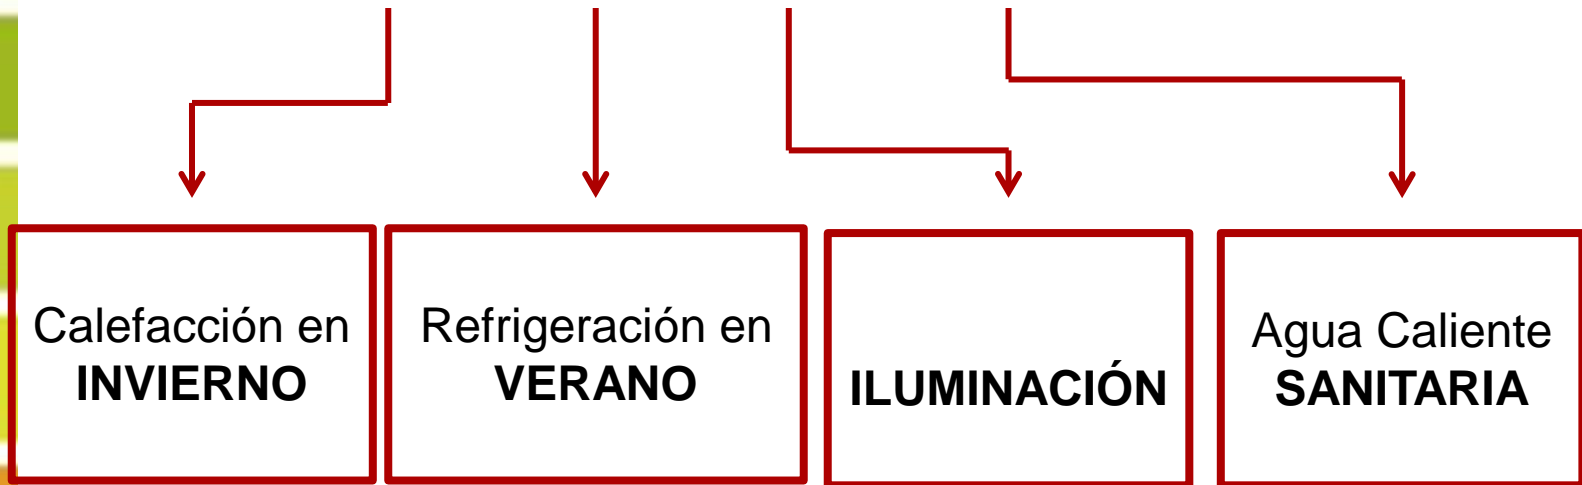 Calefacción en
INVIERNO
Refrigeración en
VERANO
ILUMINACIÓN
Agua Caliente
SANITARIA